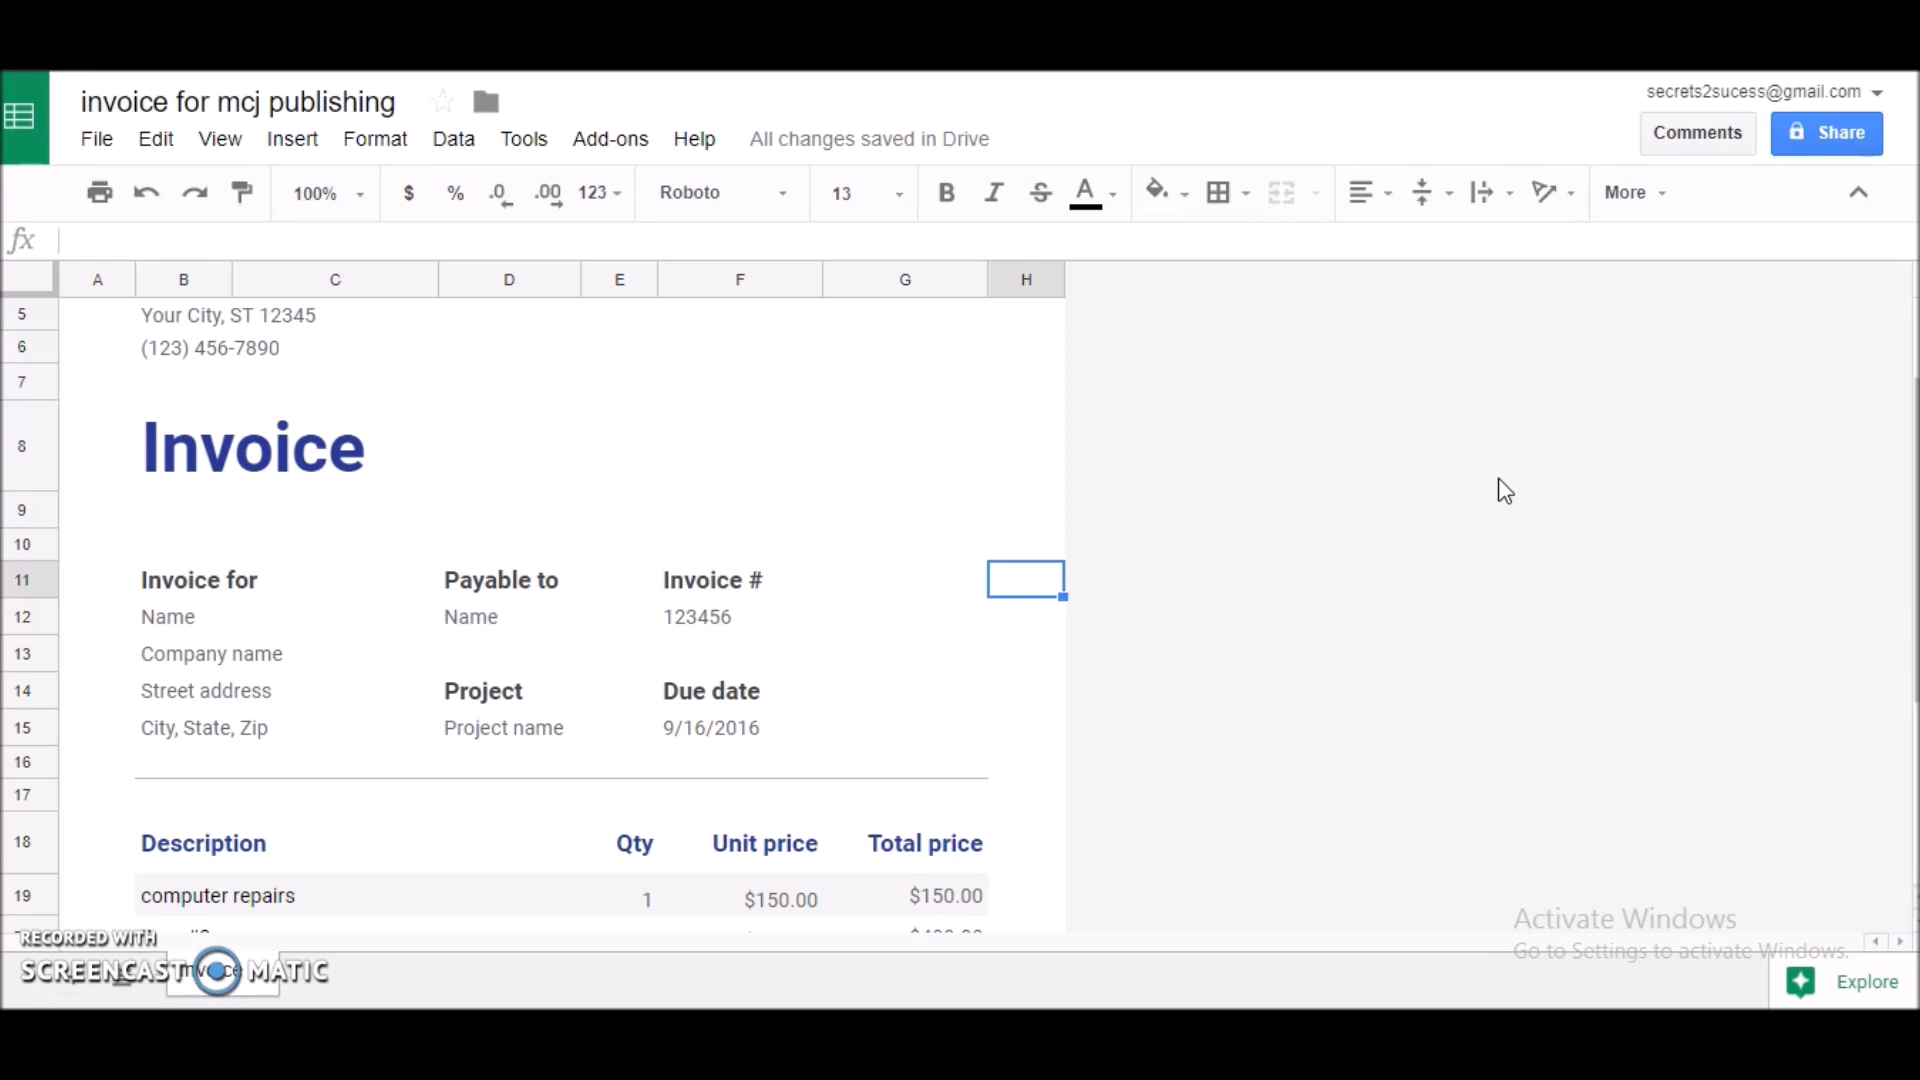 invoice for mcj publishing
secrets2sucess@gmail.com
File Edit View Insert Format Data Tools Add-ons Help All changes saved in Drive
Comments Share
100% $ % .0 .00 123 Roboto 13 B I S A More
fx
A B C D E F G H
5 Your City, ST 12345
6 (123) 456-7890
7
8 Invoice
9
10
11 Invoice for Payable to Invoice #
12 Name Name 123456
13 Company name
14 Street address Project Due date
15 City, State, Zip Project name 9/16/2016
16
17
18 Description Qty Unit price Total price
19 computer repairs 1 $150.00 $150.00
Activate Windows
Go to Settings to activate Windows.
RECORDED WITH
SCREENCAST MATIC
Explore